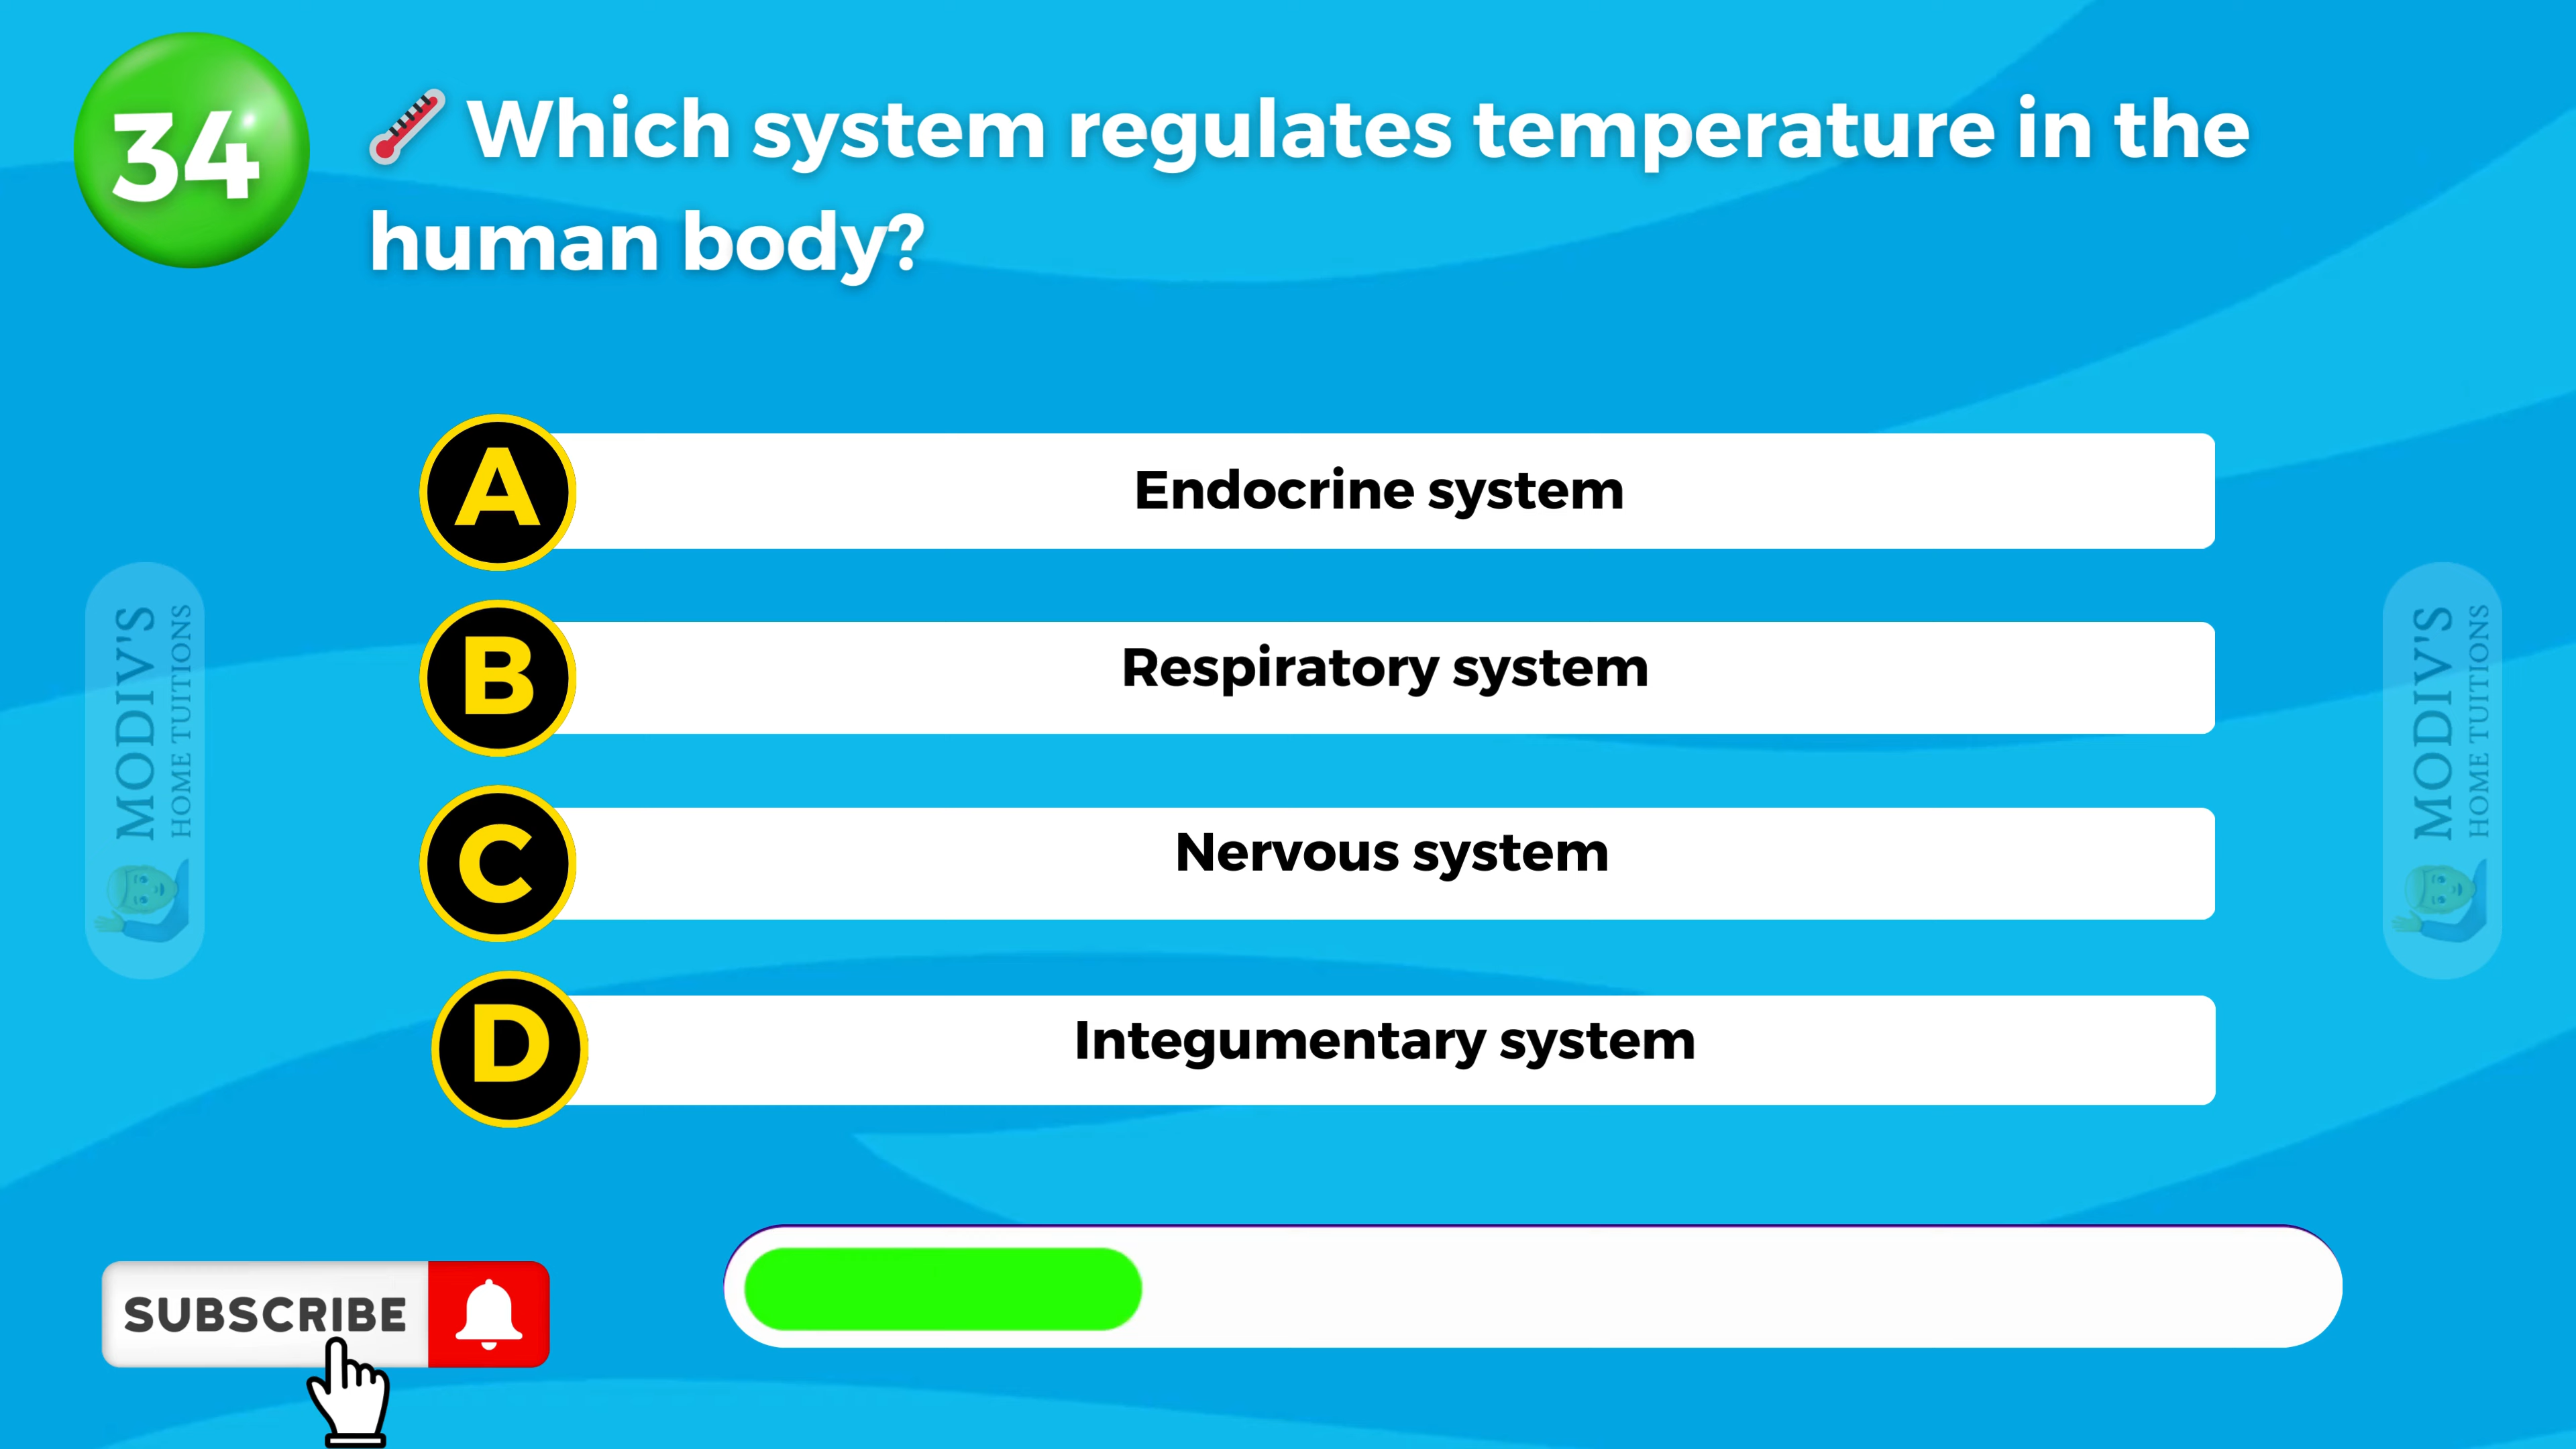 34
Which system regulates temperature in the
human body?
A
Endocrine system
B
Respiratory system
C
Nervous system
D
Integumentary system
MODIV'S
HOME TUITIONS
MODIV'S
HOME TUITIONS
SUBSCRIBE